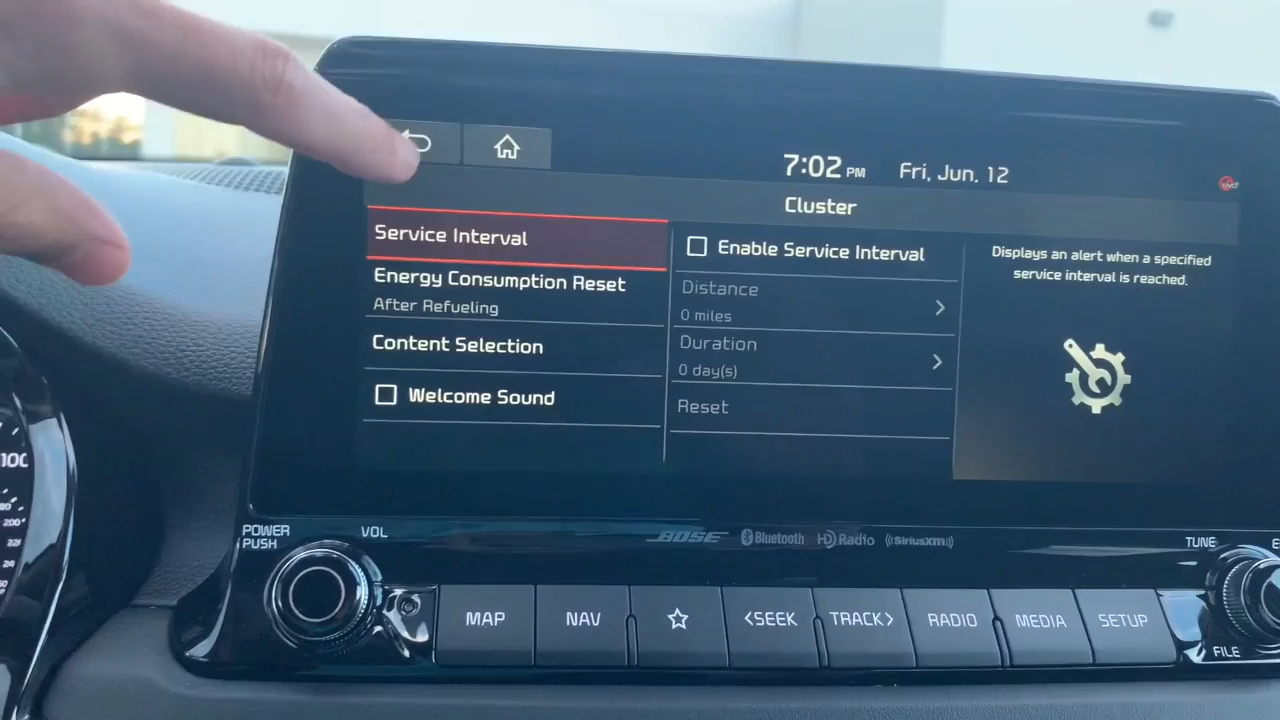 7:02 PM Fri, Jun. 12
Cluster
Service Interval
Energy Consumption Reset
After Refueling
Content Selection
Welcome Sound
Enable Service Interval
Distance
0 miles
Duration
0 day(s)
Reset
Displays an alert when a specified
service interval is reached.
POWER
PUSH
VOL
BOSE Bluetooth HD Radio ((SiriusXM))
TUNE
MAP
NAV
<SEEK
TRACK>
RADIO
MEDIA
SETUP
FILE
100
200